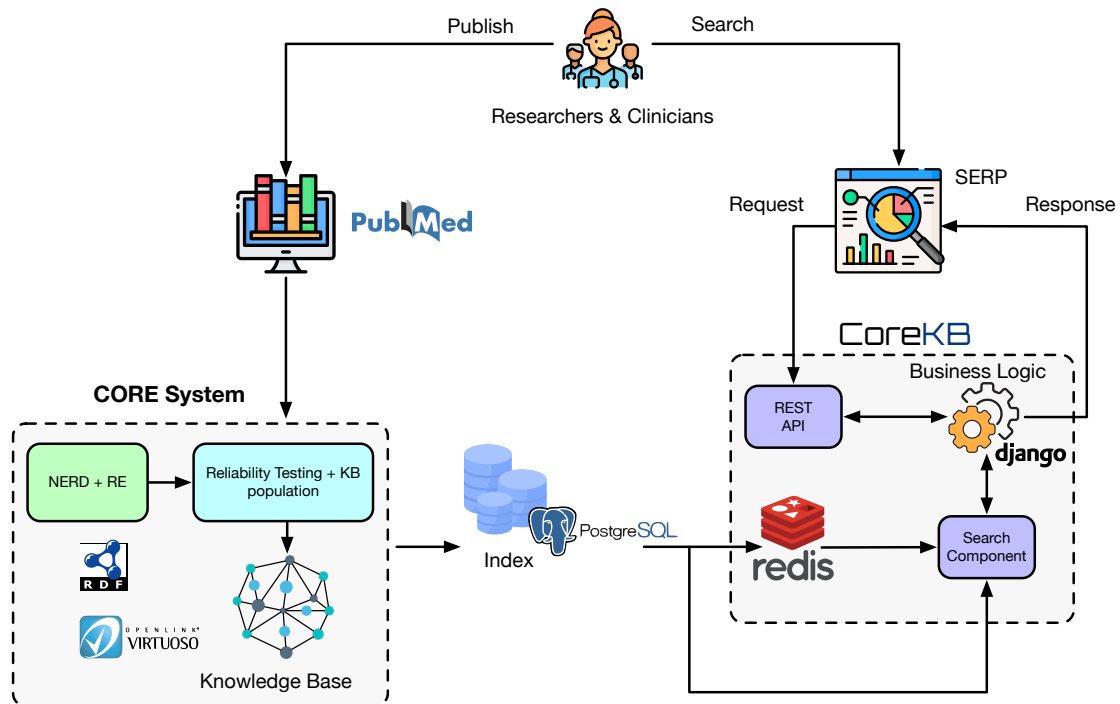 Publish
Search
Researchers & Clinicians
PubMed
SERP
Request
Response
CoreKB
CORE System
Business Logic
REST
API
django
NERD + RE
Reliability Testing + KB
population
PostgreSQL
Index
redis
Search
Component
RDF
OPENLINK
VIRTUOSO
Knowledge Base